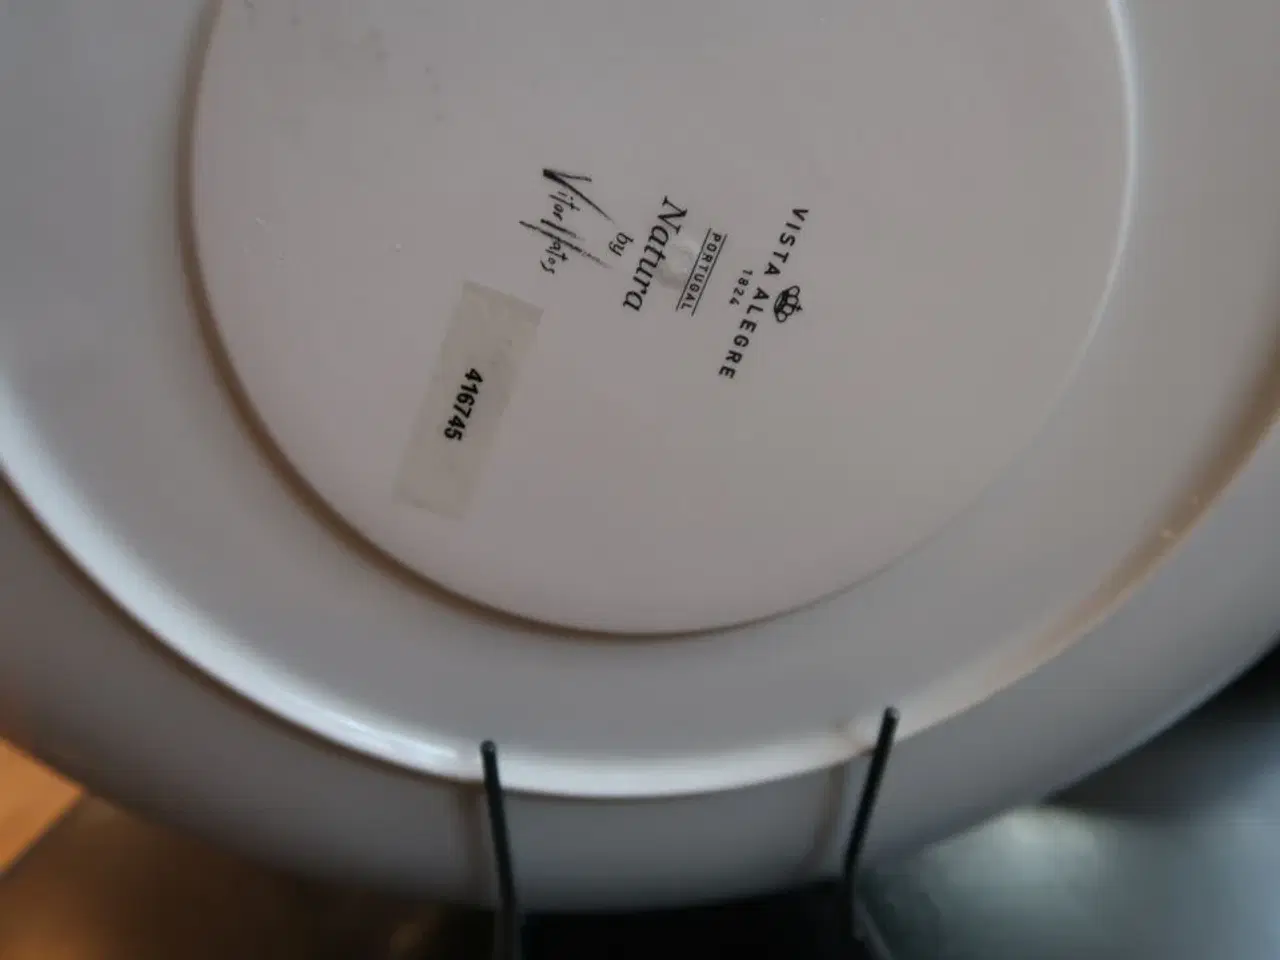 VISTA ALEGRE
1824
PORTUGAL
Natura
by
Vitor Matos
416745